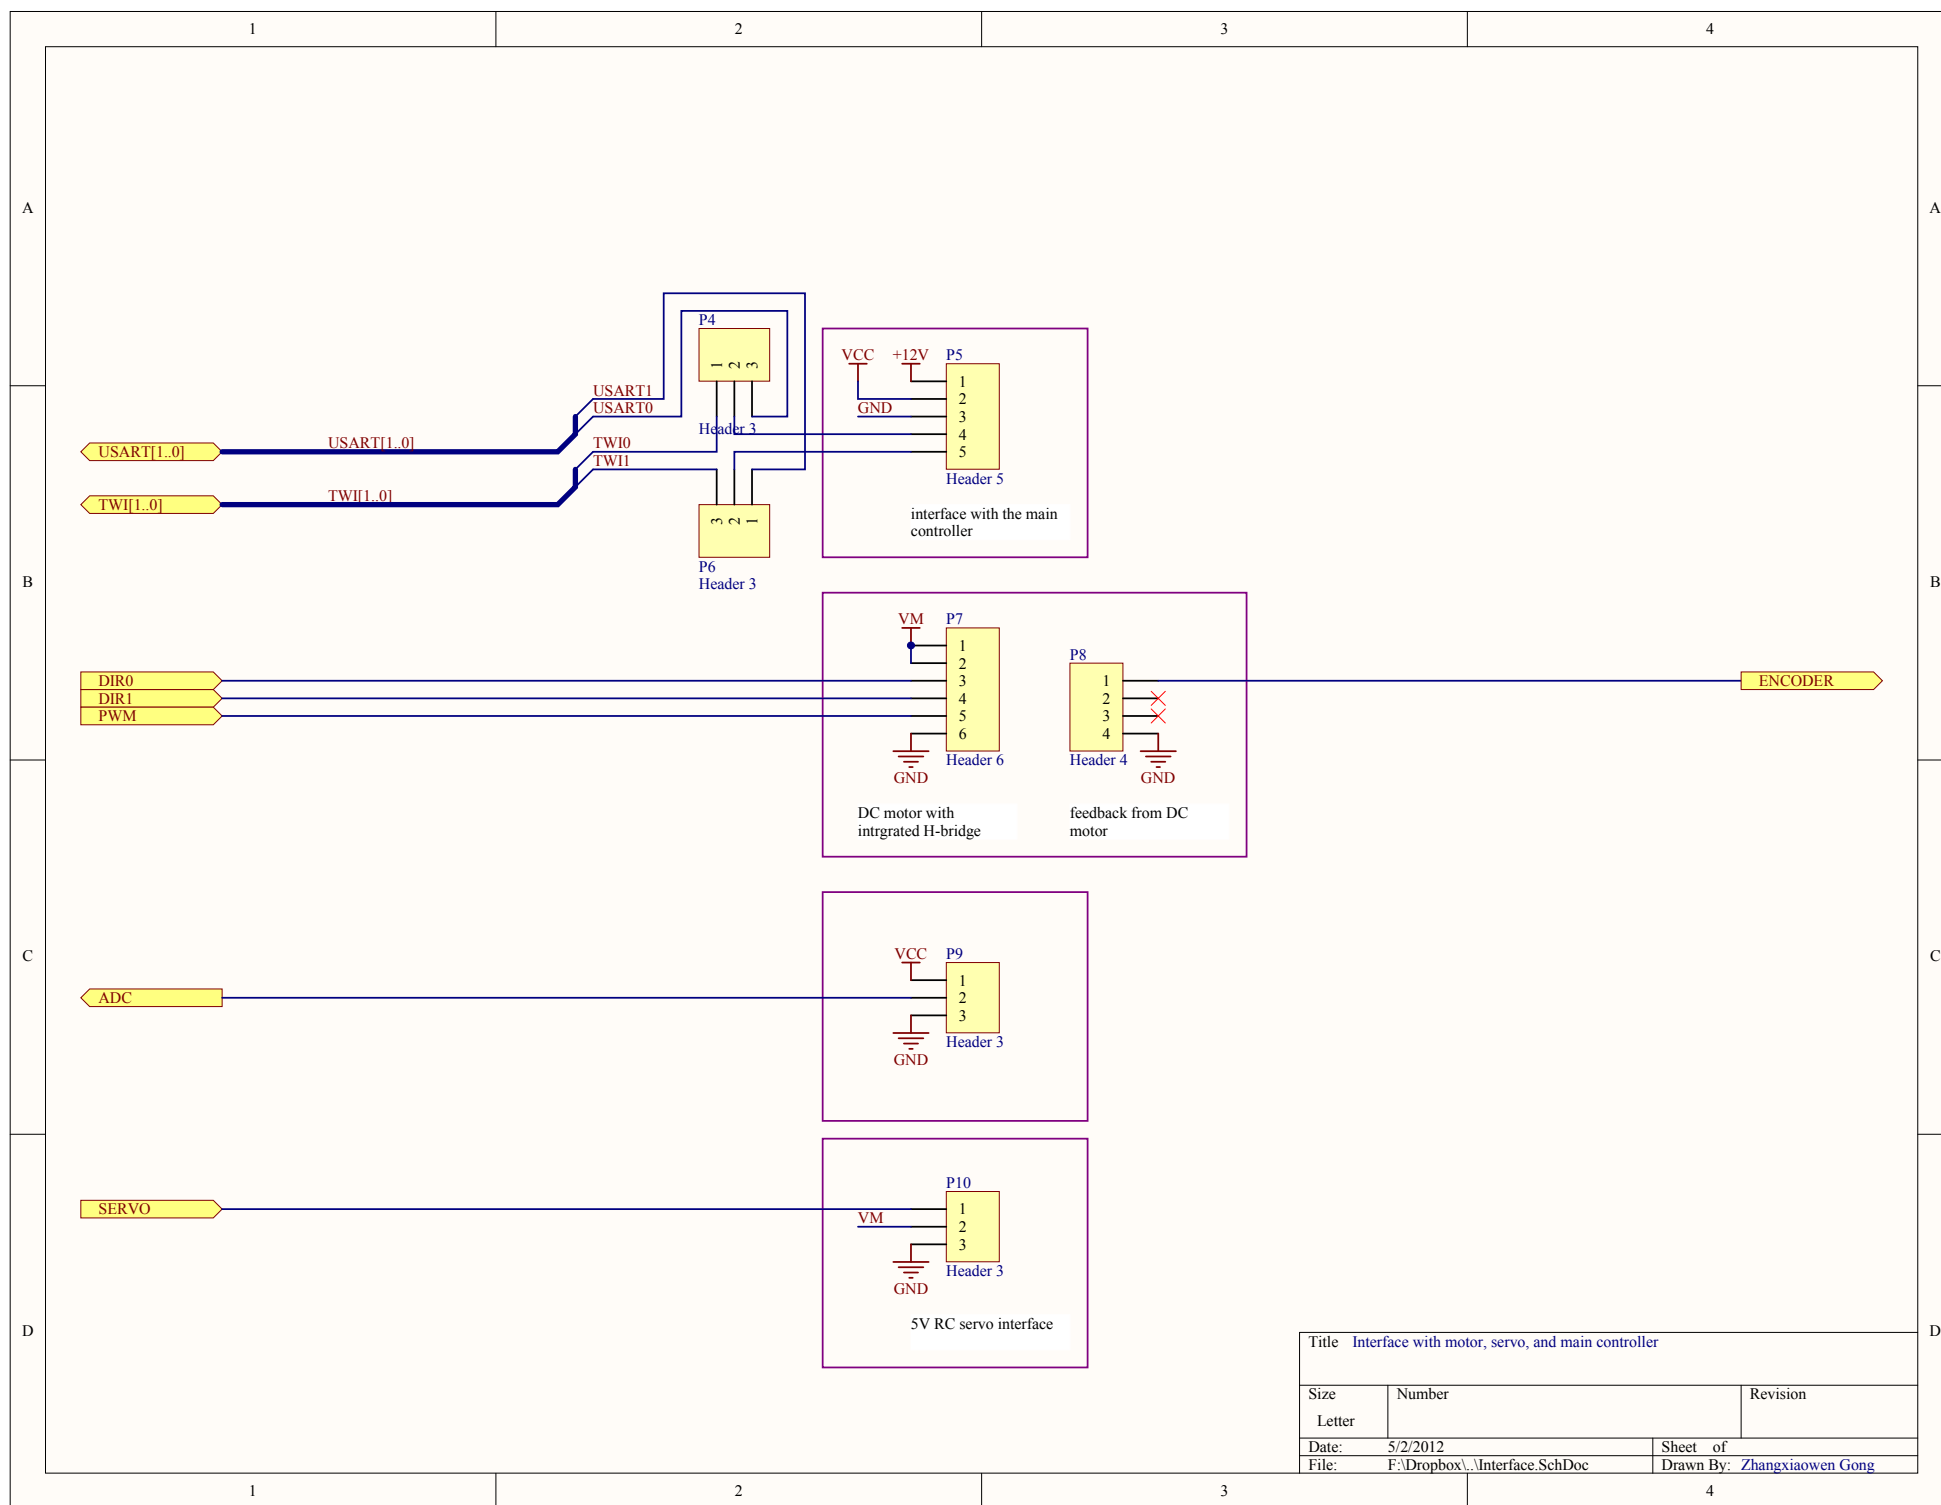 1 2 3 4
A A
P4
1 2 3
Header 3
VCC +12V P5
GND
1
2
3
4
5
Header 5
interface with the main
controller
USART1
USART0
USART[1..0] USART[1..0]
TWI0
TWI1
TWI[1..0] TWI[1..0]
3 2 1
P6
Header 3
B B
VM P7
1
2
3
4
5
6
GND Header 6
DC motor with
intrgrated H-bridge
DIR0
DIR1
PWM
P8
1
2
3
4
Header 4
GND
feedback from DC
motor
ENCODER
C C
VCC P9
ADC
1
2
3
GND Header 3
P10
SERVO
VM
1
2
3
GND Header 3
5V RC servo interface
D D
Title Interface with motor, servo, and main controller
Size Number Revision
Letter
Date: 5/2/2012 Sheet of
File: F:\Dropbox\..\Interface.SchDoc Drawn By: Zhangxiaowen Gong
1 2 3 4